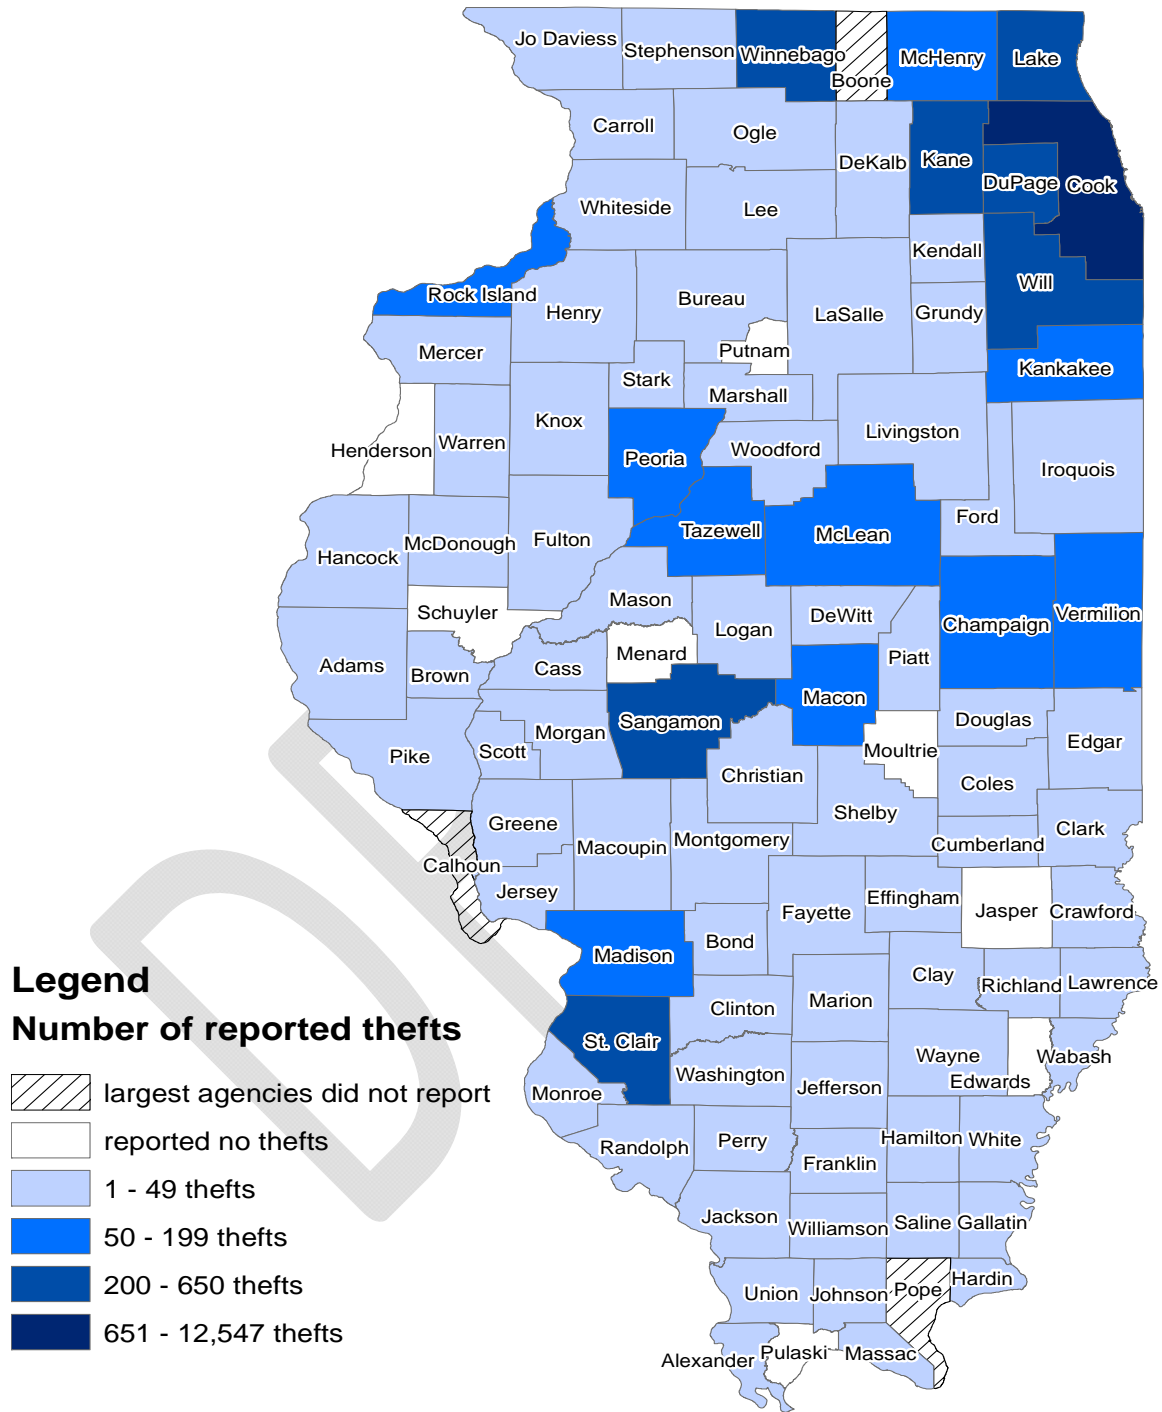 Jo Daviess
Stephenson
Winnebago
Boone
McHenry
Lake
Carroll
Ogle
DeKalb
Kane
DuPage
Cook
Whiteside
Lee
Kendall
Will
Rock Island
Henry
Bureau
LaSalle
Grundy
Mercer
Putnam
Kankakee
Stark
Marshall
Knox
Henderson
Warren
Peoria
Woodford
Livingston
Iroquois
Ford
Tazewell
McLean
Hancock
McDonough
Fulton
Schuyler
Mason
Logan
DeWitt
Champaign
Vermilion
Adams
Brown
Cass
Menard
Piatt
Macon
Sangamon
Douglas
Edgar
Pike
Scott
Morgan
Moultrie
Christian
Coles
Shelby
Greene
Macoupin
Montgomery
Cumberland
Clark
Calhoun
Jersey
Fayette
Effingham
Jasper
Crawford
Madison
Bond
Clay
Richland
Lawrence
Clinton
Marion
St. Clair
Wayne
Edwards
Wabash
Monroe
Washington
Jefferson
Randolph
Perry
Hamilton
White
Franklin
Jackson
Williamson
Saline
Gallatin
Union
Johnson
Pope
Hardin
Alexander
Pulaski
Massac
Legend
Number of reported thefts
largest agencies did not report
reported no thefts
1 - 49 thefts
50 - 199 thefts
200 - 650 thefts
651 - 12,547 thefts